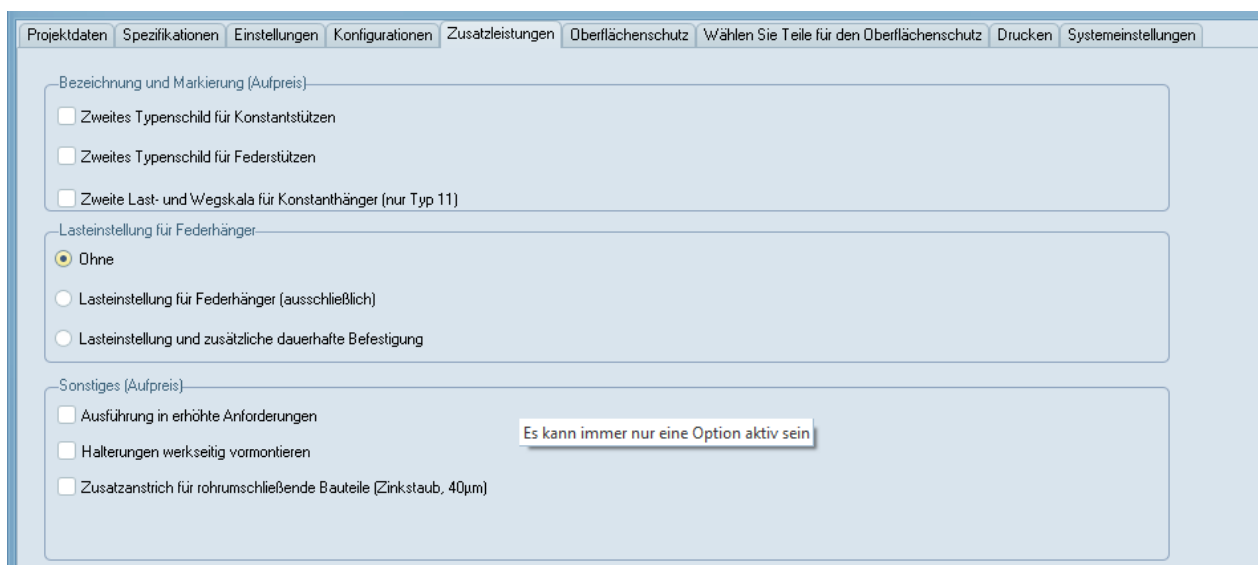 Projektdaten Spezifikationen Einstellungen Konfigurationen Zusatzleistungen Oberflächenschutz Wählen Sie Teile für den Oberflächenschutz Drucken Systemeinstellungen
Bezeichnung und Markierung (Aufpreis)
Zweites Typenschild für Konstantstützen
Zweites Typenschild für Federstützen
Zweite Last- und Wegskala für Konstanthänger (nur Typ 11)
Lasteinstellung für Federhänger
Ohne
Lasteinstellung für Federhänger (ausschließlich)
Lasteinstellung und zusätzliche dauerhafte Befestigung
Sonstiges (Aufpreis)
Ausführung in erhöhte Anforderungen
Es kann immer nur eine Option aktiv sein
Halterungen werkseitig vormontieren
Zusatzanstrich für rohrumschließende Bauteile (Zinkstaub, 40µm)